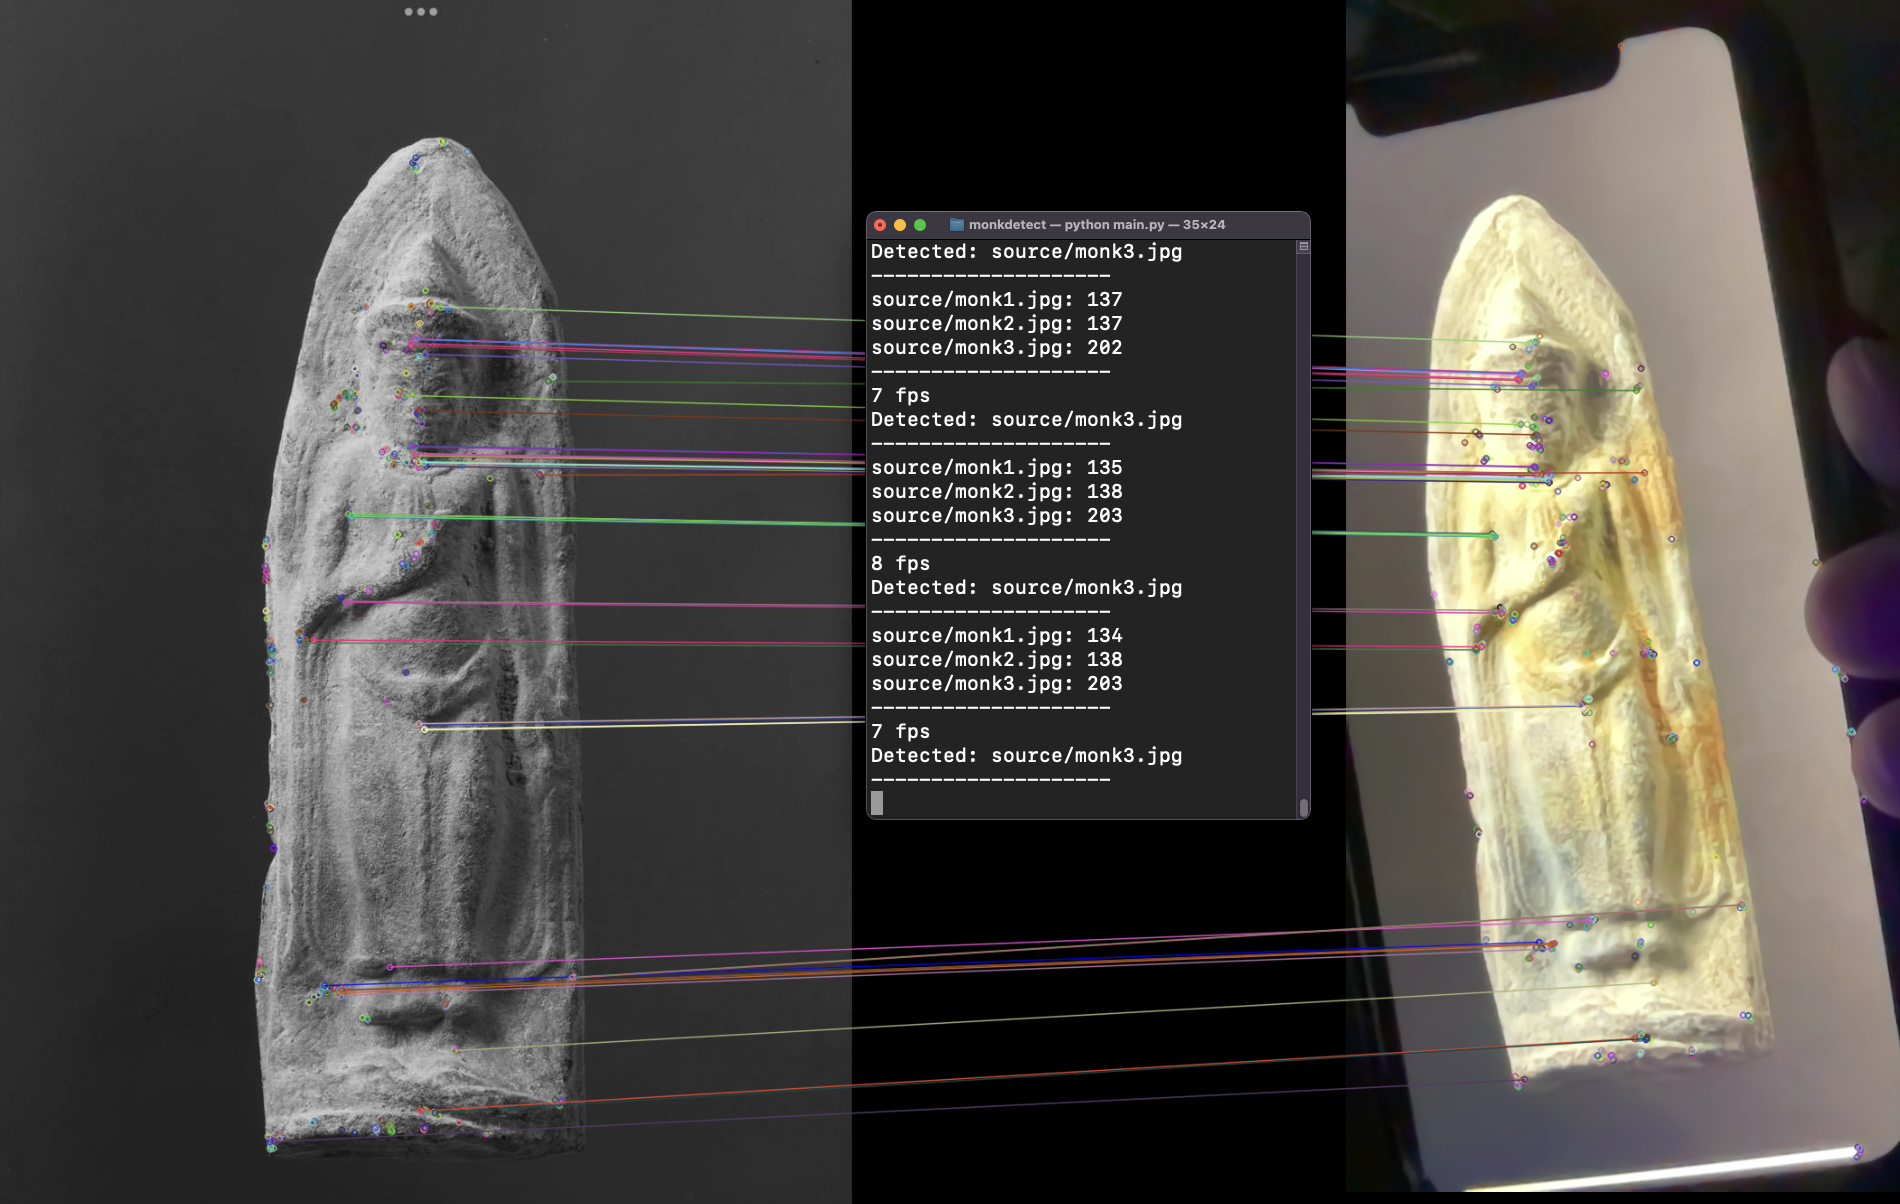 monkdetect — python main.py — 35×24
Detected: source/monk3.jpg
--------------------
source/monk1.jpg: 137
source/monk2.jpg: 137
source/monk3.jpg: 202
--------------------
7 fps
Detected: source/monk3.jpg
--------------------
source/monk1.jpg: 135
source/monk2.jpg: 138
source/monk3.jpg: 203
--------------------
8 fps
Detected: source/monk3.jpg
--------------------
source/monk1.jpg: 134
source/monk2.jpg: 138
source/monk3.jpg: 203
--------------------
7 fps
Detected: source/monk3.jpg
--------------------